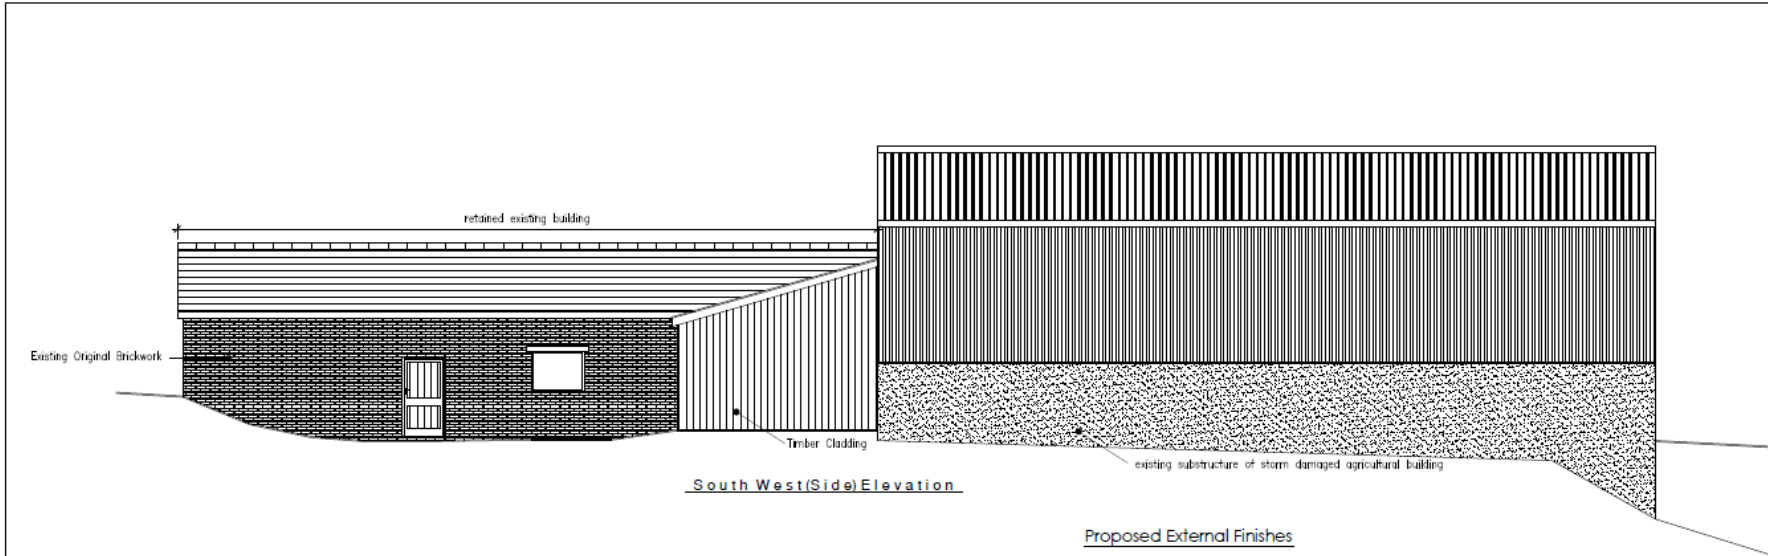 retained existing building
Existing Original Brickwork
Timber Cladding
existing substructure of storm damaged agricultural building
South West(Side) Elevation
Proposed External Finishes